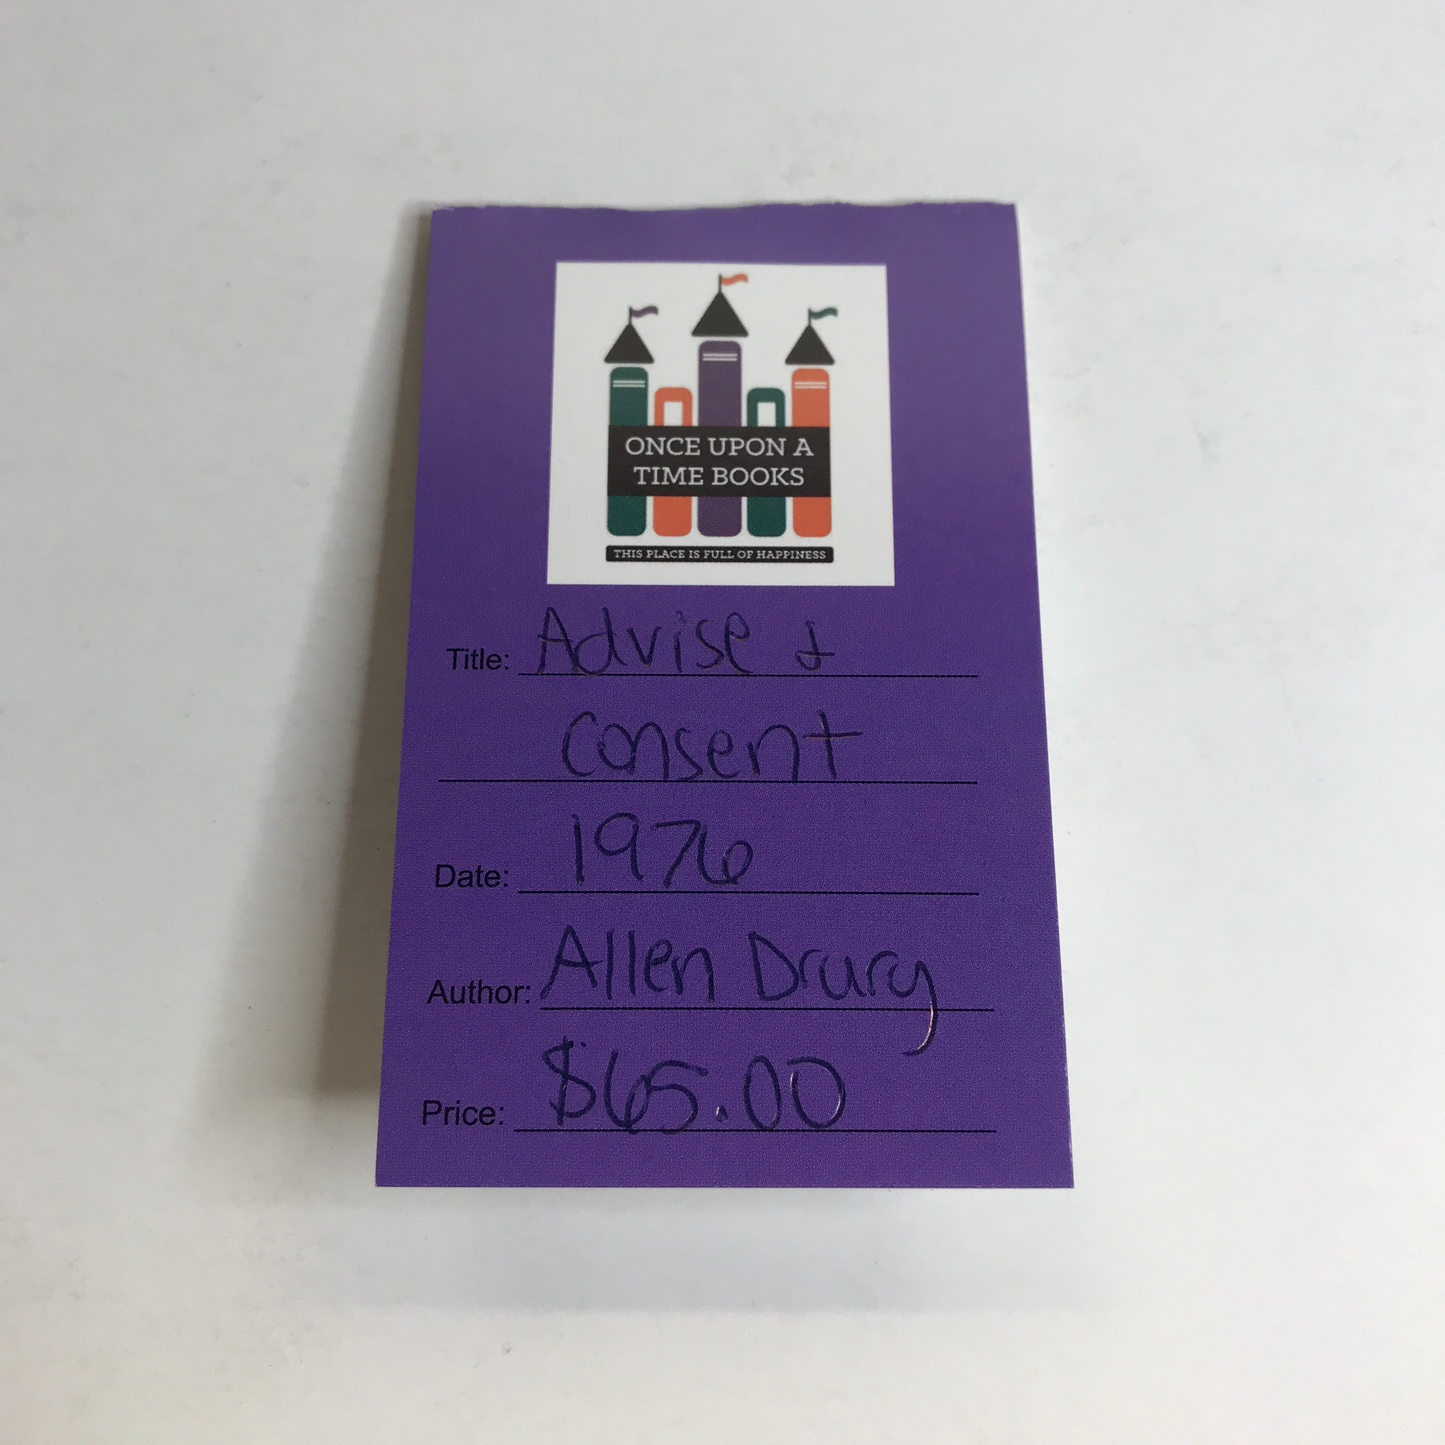 ONCE UPON A
TIME BOOKS
THIS PLACE IS FULL OF HAPPINESS
Title: Advise &
Consent
Date: 1976
Author: Allen Drury
Price: $65.00